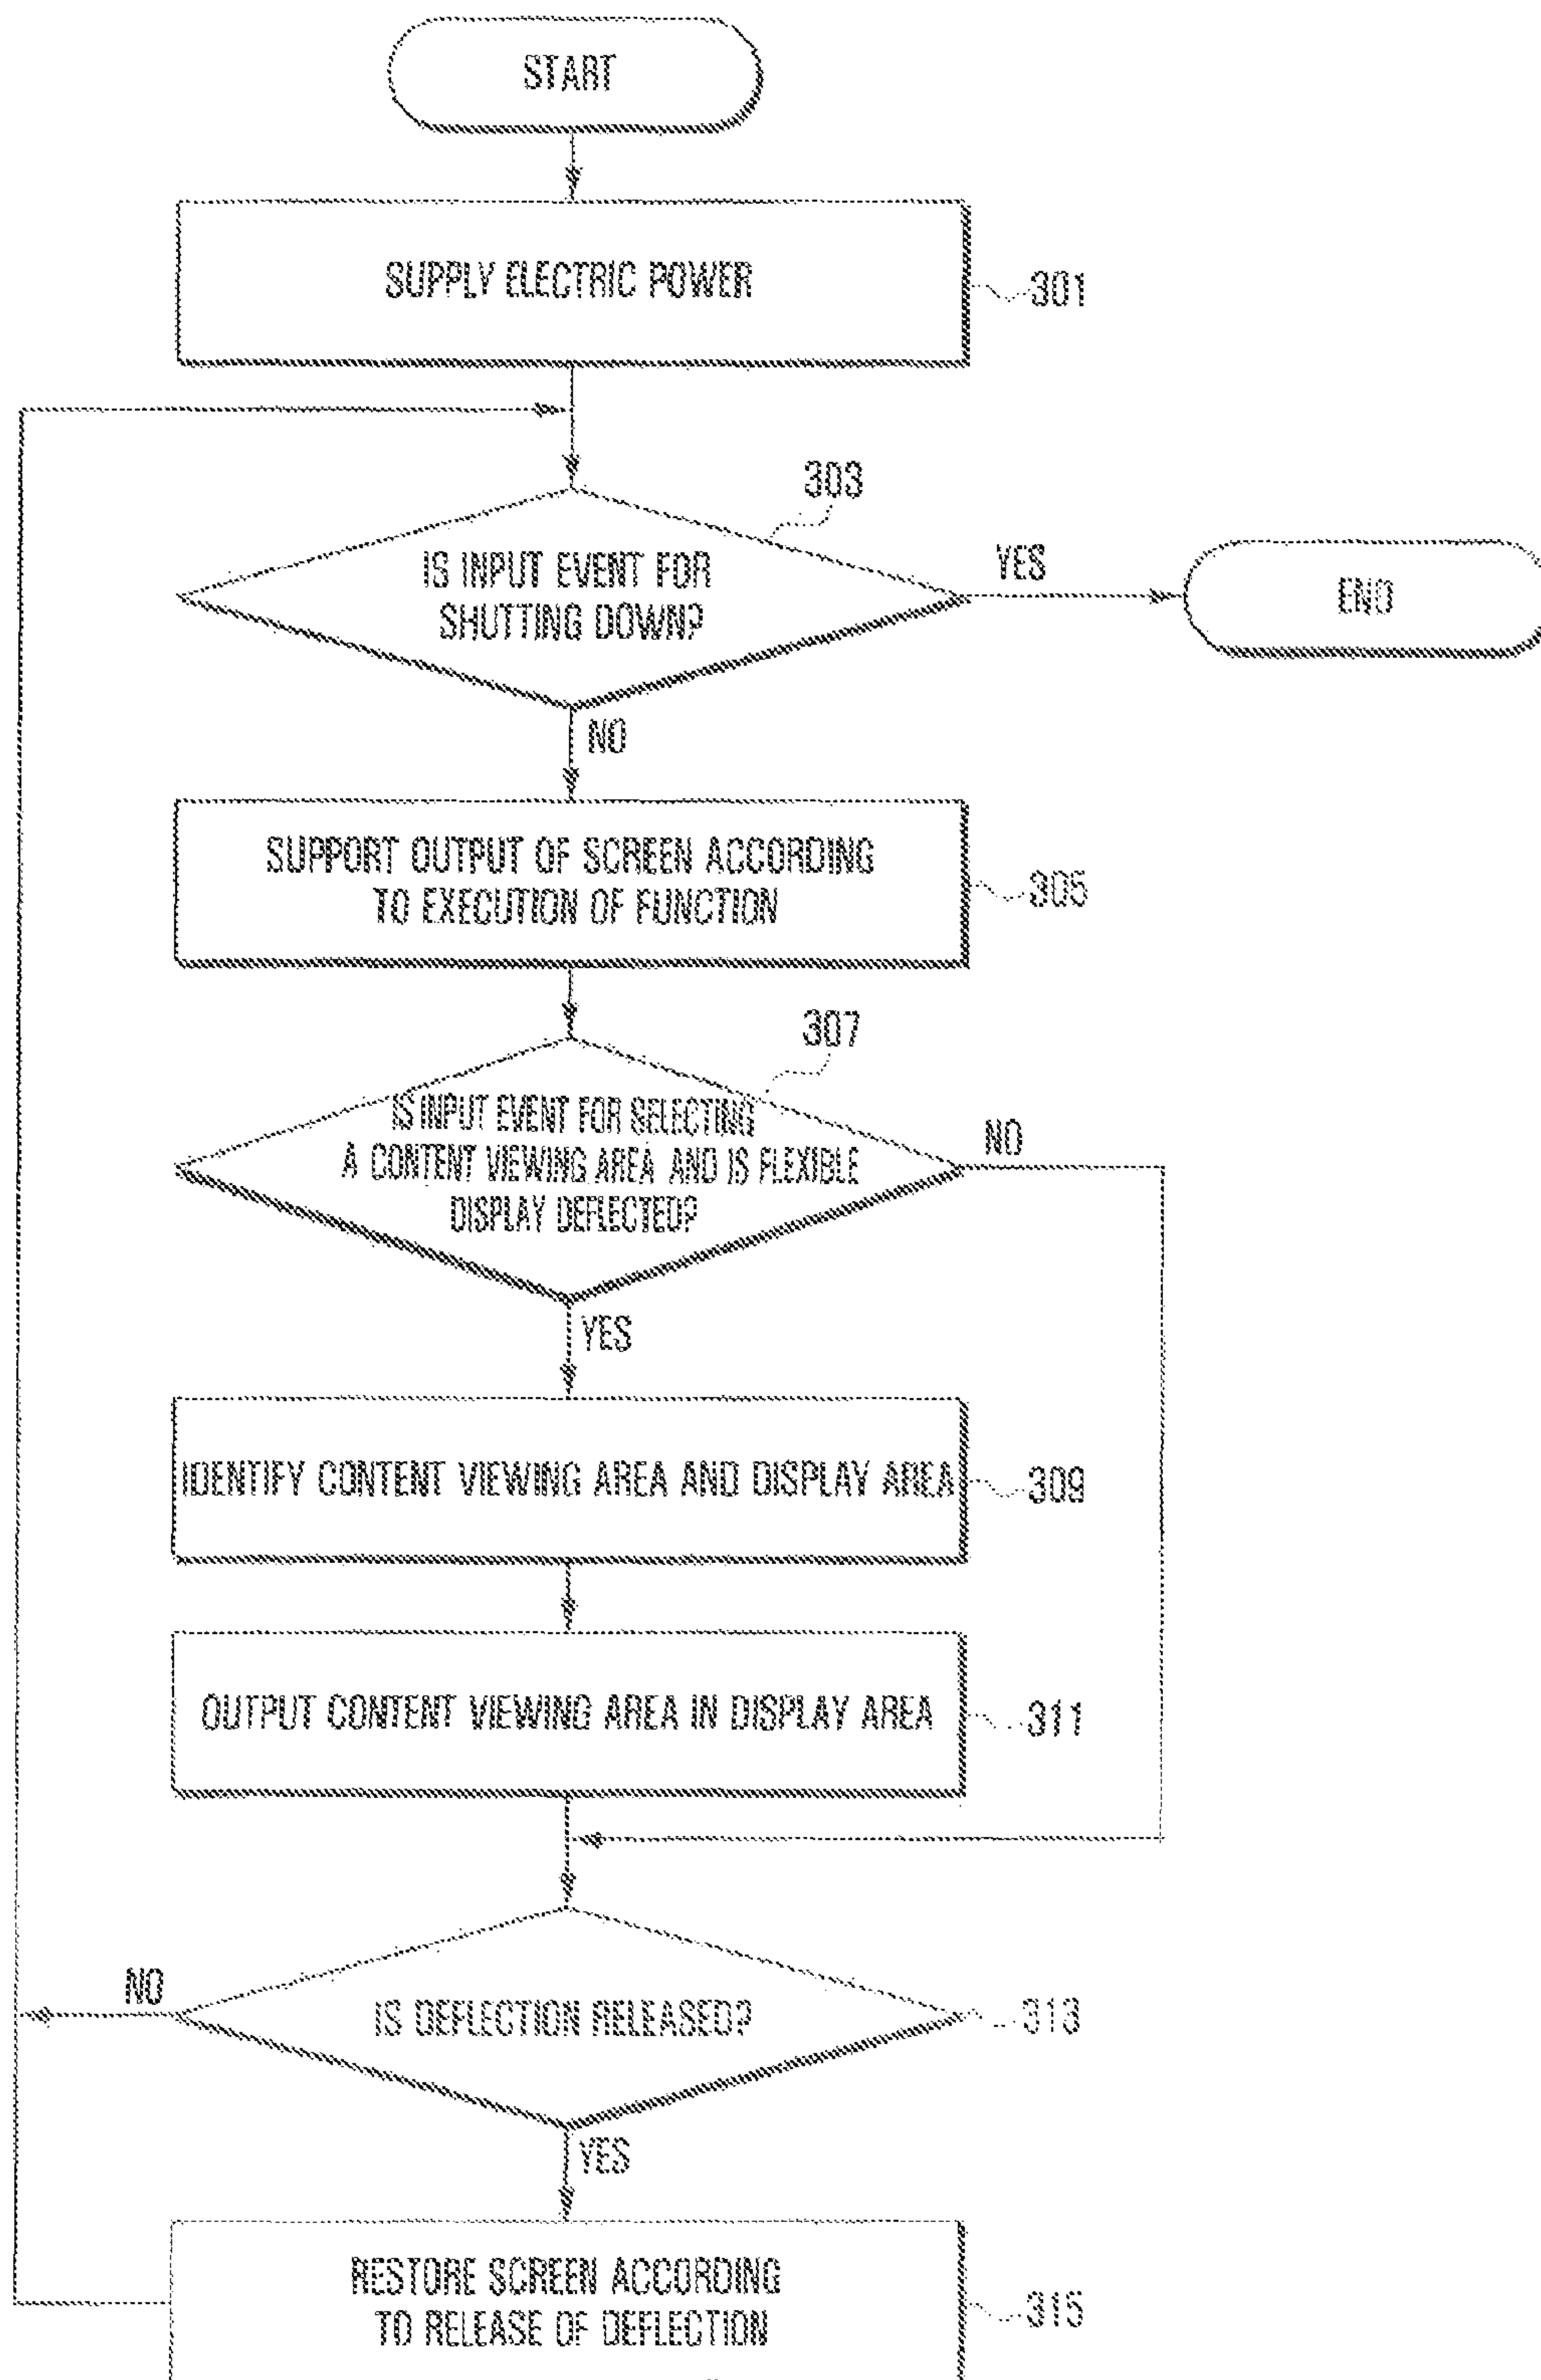 START
SUPPLY ELECTRIC POWER
301
303
IS INPUT EVENT FOR
SHUTTING DOWN?
YES
END
NO
SUPPORT OUTPUT OF SCREEN ACCORDING
TO EXECUTION OF FUNCTION
305
307
IS INPUT EVENT FOR SELECTING
A CONTENT VIEWING AREA AND IS FLEXIBLE
DISPLAY DEFLECTED?
NO
YES
IDENTIFY CONTENT VIEWING AREA AND DISPLAY AREA
309
OUTPUT CONTENT VIEWING AREA IN DISPLAY AREA
311
NO
IS DEFLECTION RELEASED?
313
YES
RESTORE SCREEN ACCORDING
TO RELEASE OF DEFLECTION
315